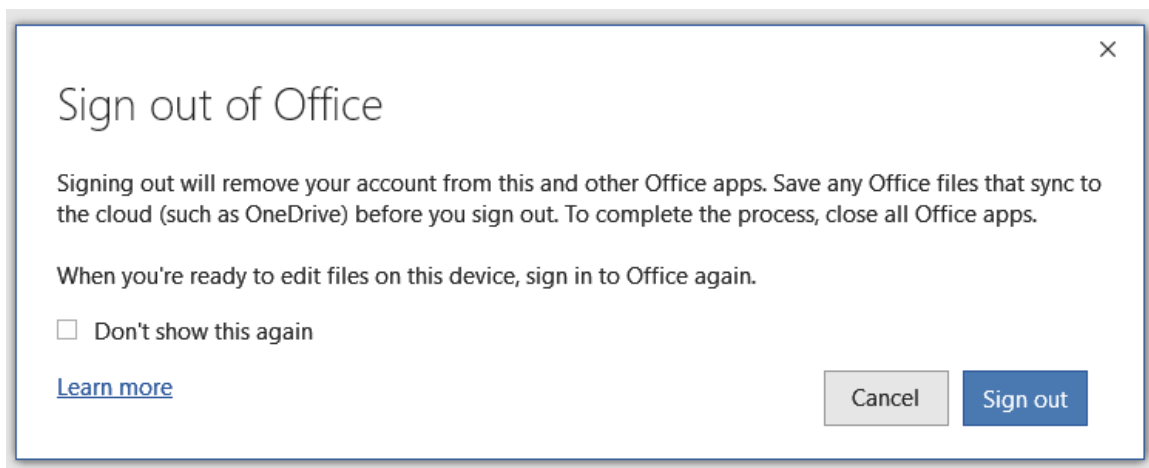 Sign out of Office
Signing out will remove your account from this and other Office apps. Save any Office files that sync to
the cloud (such as OneDrive) before you sign out. To complete the process, close all Office apps.
When you're ready to edit files on this device, sign in to Office again.
Don't show this again
Learn more
Cancel
Sign out